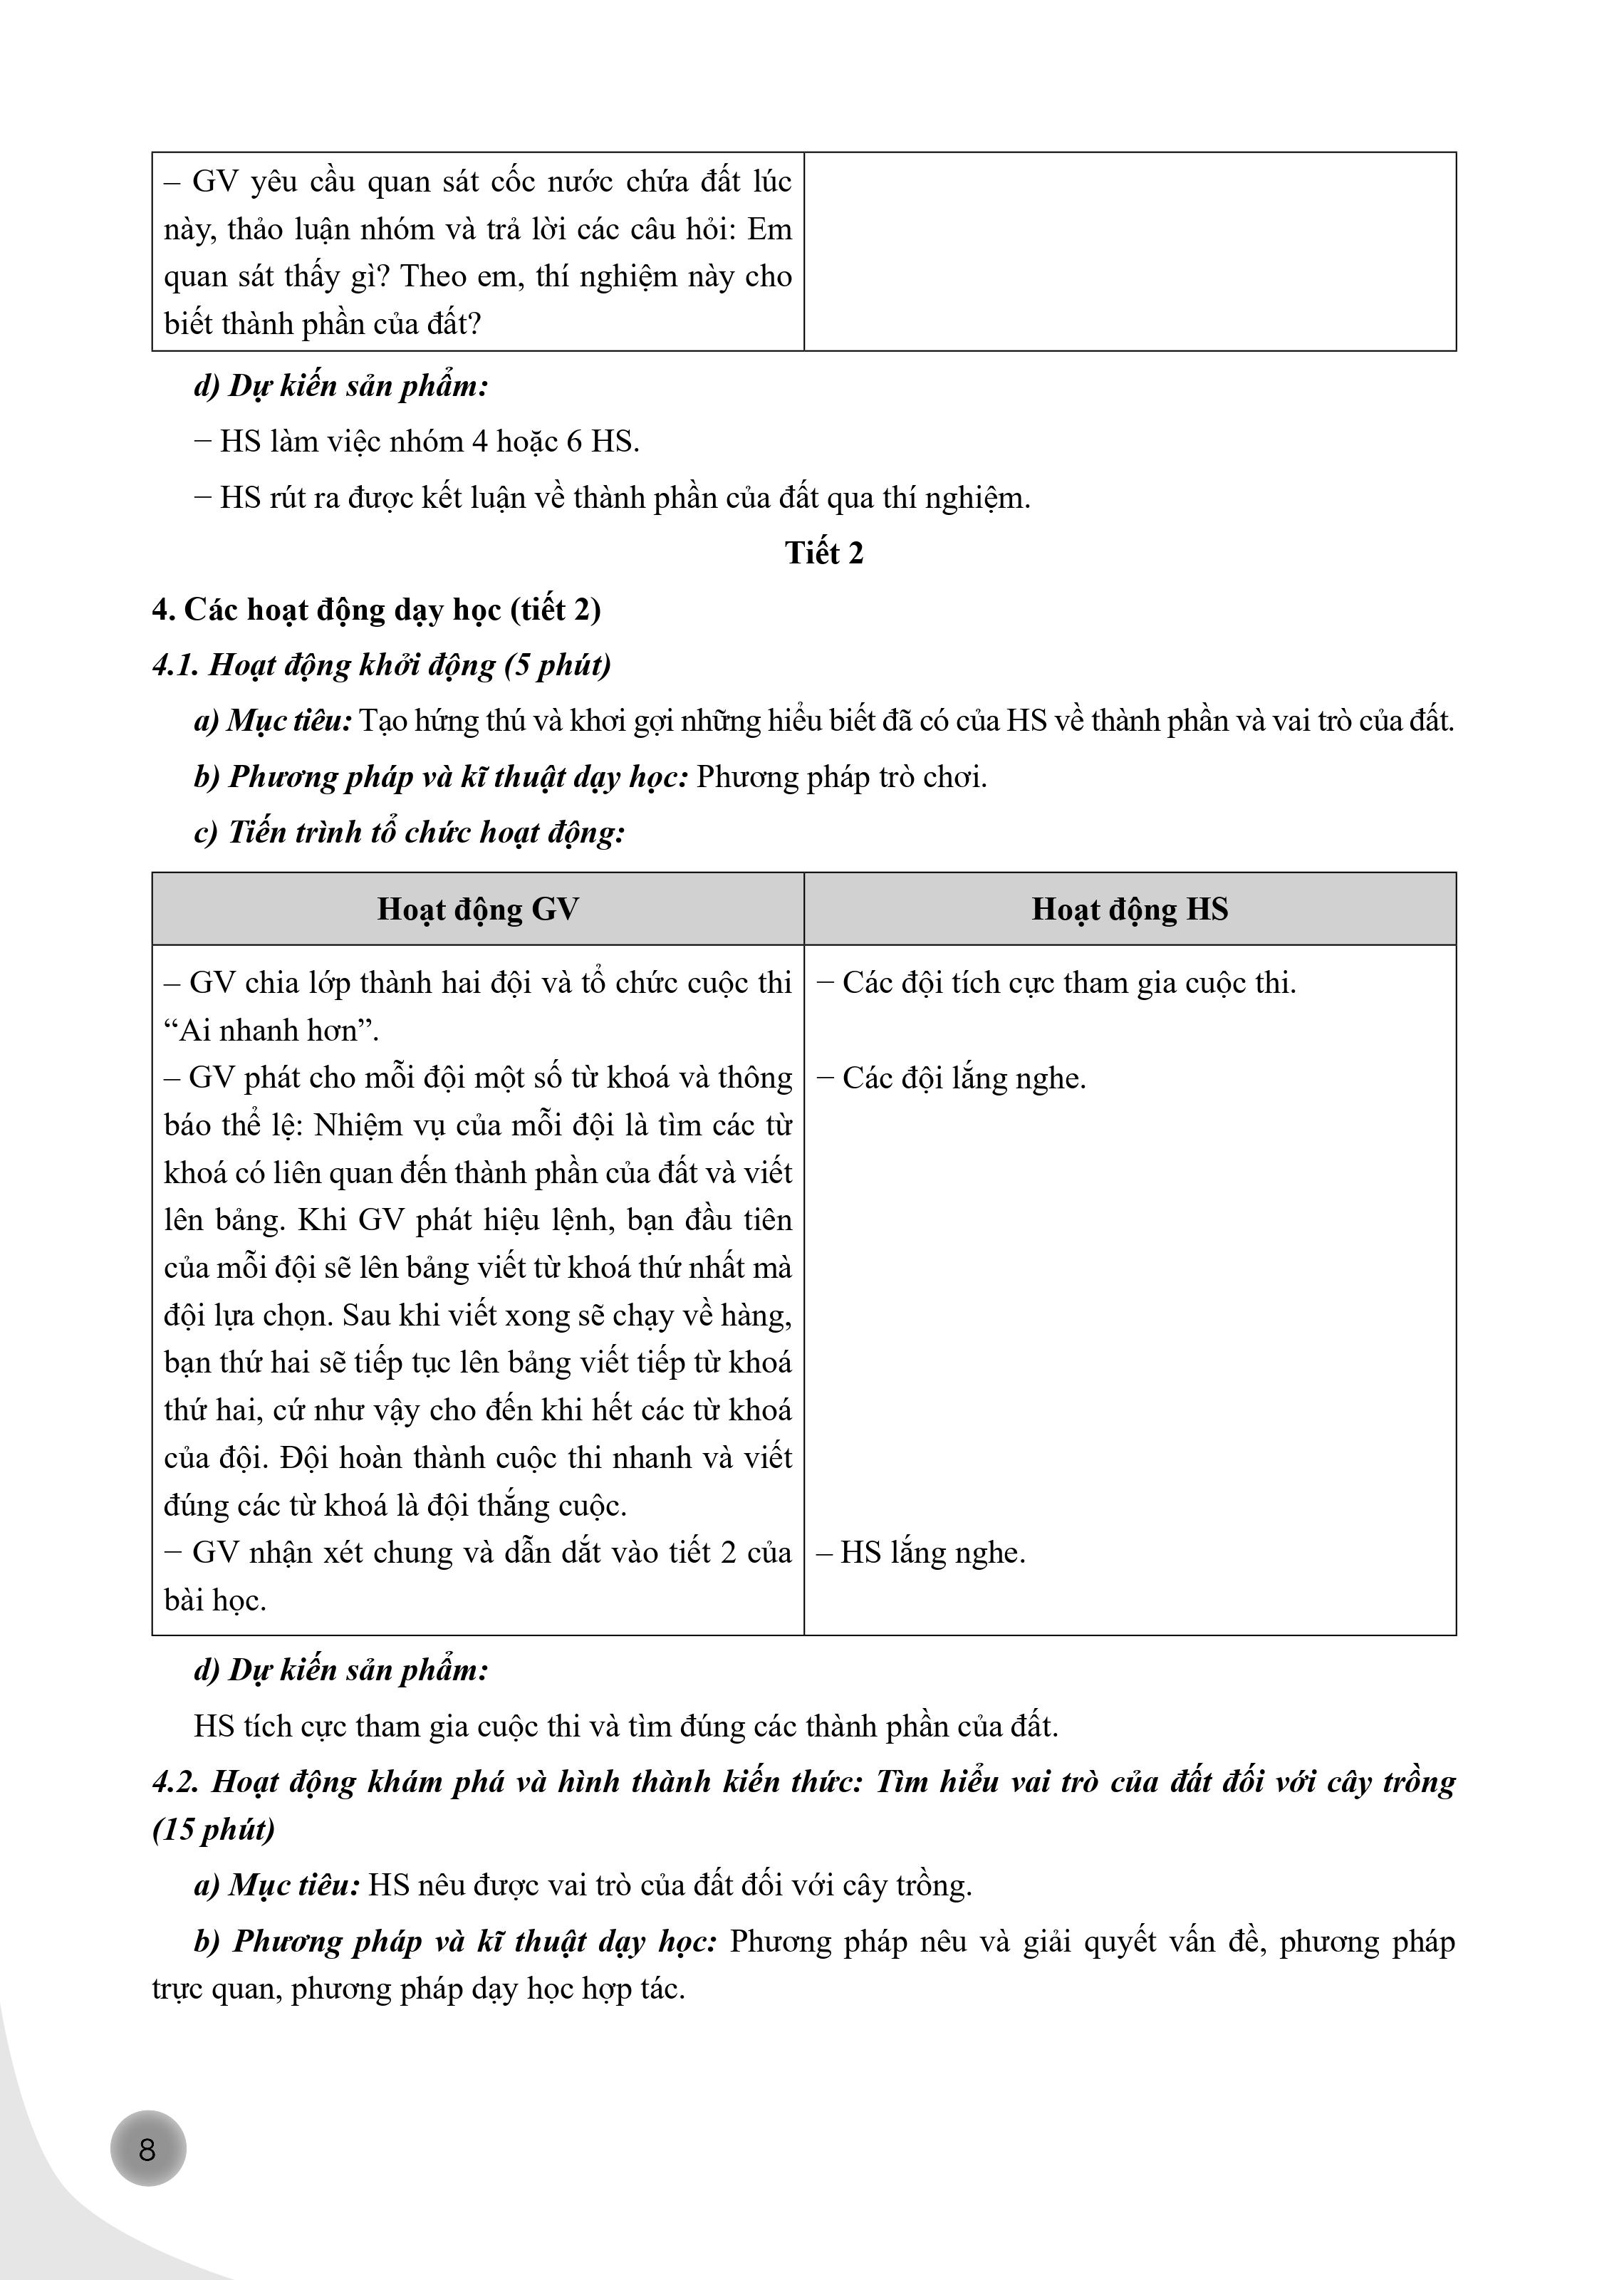 – GV yêu cầu quan sát cốc nước chứa đất lúc
này, thảo luận nhóm và trả lời các câu hỏi: Em
quan sát thấy gì? Theo em, thí nghiệm này cho
biết thành phần của đất?
d) Dự kiến sản phẩm:
– HS làm việc nhóm 4 hoặc 6 HS.
– HS rút ra được kết luận về thành phần của đất qua thí nghiệm.
Tiết 2
4. Các hoạt động dạy học (tiết 2)
4.1. Hoạt động khởi động (5 phút)
a) Mục tiêu: Tạo hứng thú và khơi gợi những hiểu biết đã có của HS về thành phần và vai trò của đất.
b) Phương pháp và kĩ thuật dạy học: Phương pháp trò chơi.
c) Tiến trình tổ chức hoạt động:
Hoạt động GV
Hoạt động HS
– GV chia lớp thành hai đội và tổ chức cuộc thi
“Ai nhanh hơn”.
– GV phát cho mỗi đội một số từ khoá và thông
báo thể lệ: Nhiệm vụ của mỗi đội là tìm các từ
khoá có liên quan đến thành phần của đất và viết
lên bảng. Khi GV phát hiệu lệnh, bạn đầu tiên
của mỗi đội sẽ lên bảng viết từ khoá thứ nhất mà
đội lựa chọn. Sau khi viết xong sẽ chạy về hàng,
bạn thứ hai sẽ tiếp tục lên bảng viết tiếp từ khoá
thứ hai, cứ như vậy cho đến khi hết các từ khoá
của đội. Đội hoàn thành cuộc thi nhanh và viết
đúng các từ khoá là đội thắng cuộc.
– GV nhận xét chung và dẫn dắt vào tiết 2 của
bài học.
– Các đội tích cực tham gia cuộc thi.
– Các đội lắng nghe.
– HS lắng nghe.
d) Dự kiến sản phẩm:
HS tích cực tham gia cuộc thi và tìm đúng các thành phần của đất.
4.2. Hoạt động khám phá và hình thành kiến thức: Tìm hiểu vai trò của đất đối với cây trồng
(15 phút)
a) Mục tiêu: HS nêu được vai trò của đất đối với cây trồng.
b) Phương pháp và kĩ thuật dạy học: Phương pháp nêu và giải quyết vấn đề, phương pháp
trực quan, phương pháp dạy học hợp tác.
8